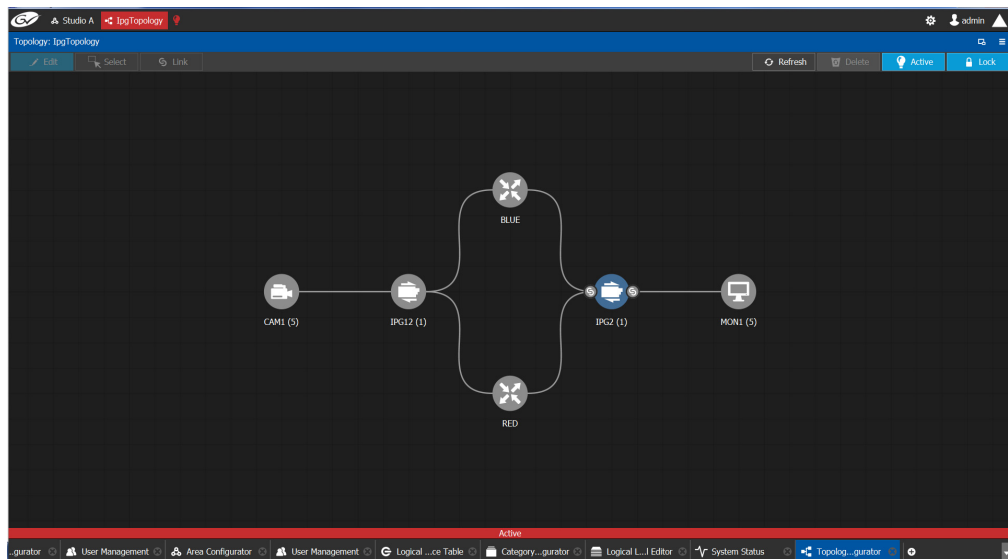 GV Studio A IpgTopology admin
Topology: IpgTopology
Edit Select Link Refresh Delete Active Lock
BLUE
CAM1 (5) IPG12 (1) IPG2 (1) MON1 (5)
RED
Active
...gurator User Management Area Configurator User Management Logical ...ce Table Category...gurator Logical L...l Editor System Status Topolog...gurator